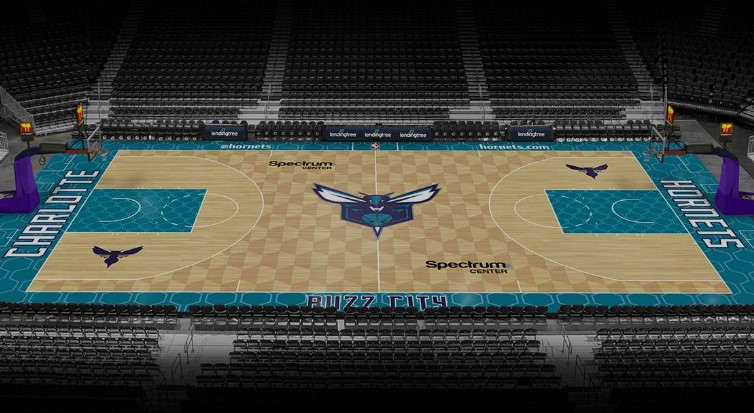 lendingtree
lendingtree
lendingtree
lendingtree
lendingtree
@hornets
hornets.com
Spectrum
CENTER
CHARLOTTE
HORNETS
Spectrum
CENTER
BUZZ CITY